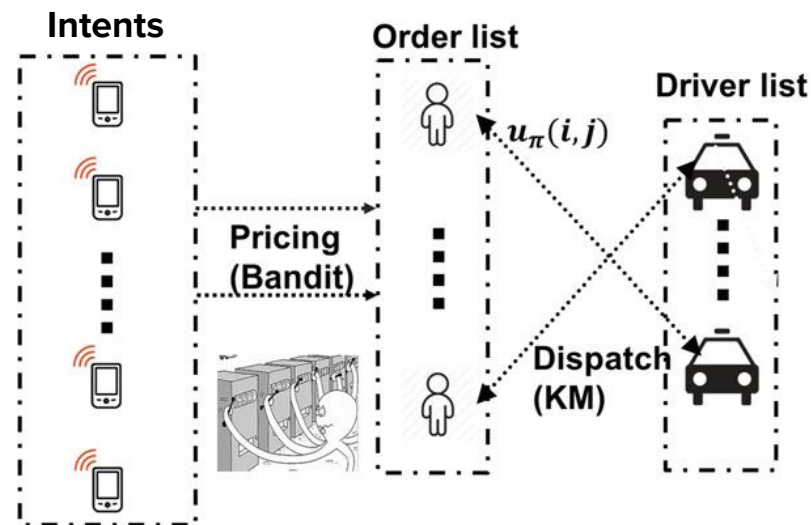 Intents
Order list
Driver list
u_π(i, j)
Pricing
(Bandit)
Dispatch
(KM)